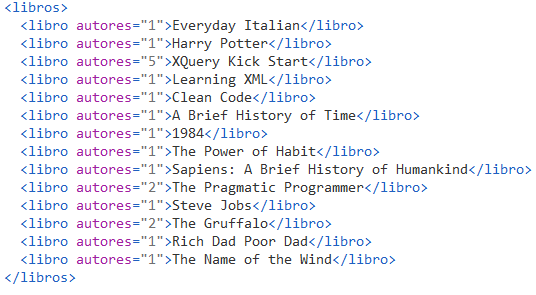 <libros>
<libro autores="1">Everyday Italian</libro>
<libro autores="1">Harry Potter</libro>
<libro autores="5">XQuery Kick Start</libro>
<libro autores="1">Learning XML</libro>
<libro autores="1">Clean Code</libro>
<libro autores="1">A Brief History of Time</libro>
<libro autores="1">1984</libro>
<libro autores="1">The Power of Habit</libro>
<libro autores="1">Sapiens: A Brief History of Humankind</libro>
<libro autores="2">The Pragmatic Programmer</libro>
<libro autores="1">Steve Jobs</libro>
<libro autores="2">The Gruffalo</libro>
<libro autores="1">Rich Dad Poor Dad</libro>
<libro autores="1">The Name of the Wind</libro>
</libros>